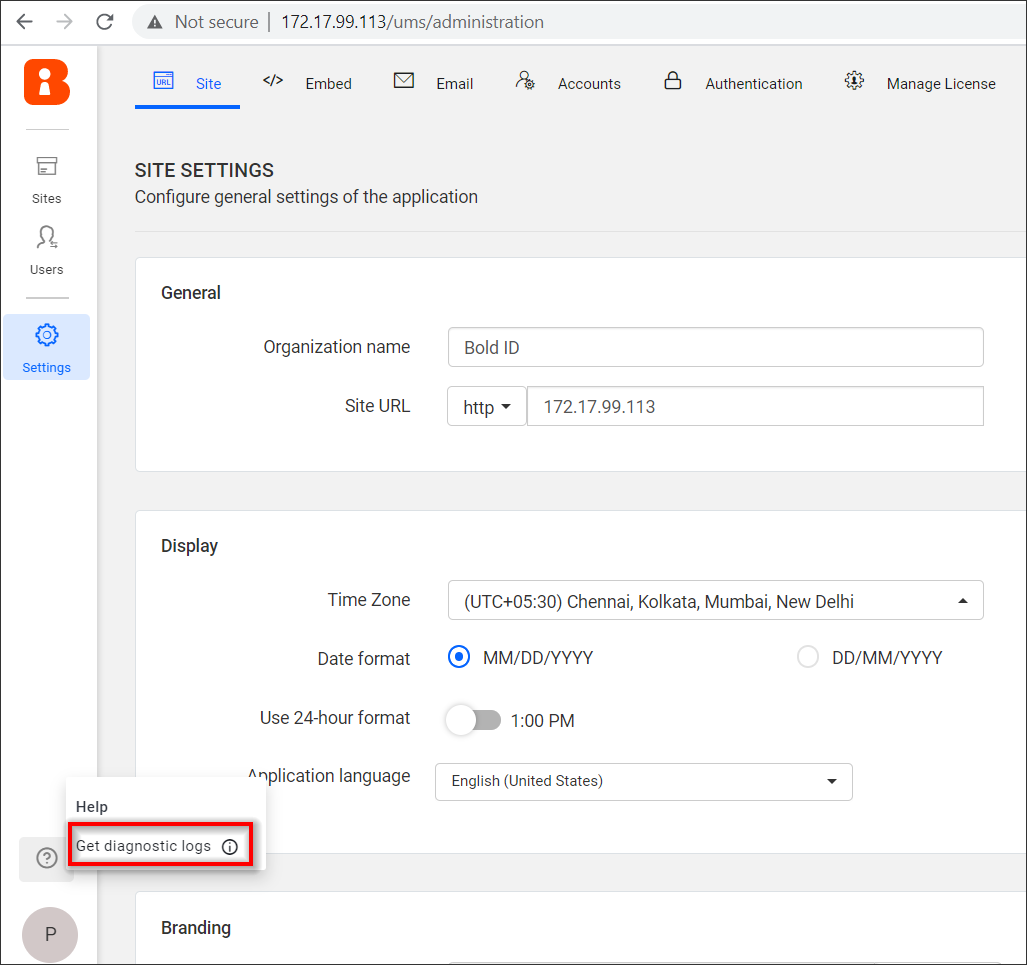 Not secure | 172.17.99.113/ums/administration
URL Site </> Embed Email Accounts Authentication Manage License
Sites
Users
Settings
SITE SETTINGS
Configure general settings of the application
General
Organization name Bold ID
Site URL http 172.17.99.113
Display
Time Zone (UTC+05:30) Chennai, Kolkata, Mumbai, New Delhi
Date format MM/DD/YYYY DD/MM/YYYY
Use 24-hour format 1:00 PM
Application language English (United States)
Help
Get diagnostic logs
?
P
Branding